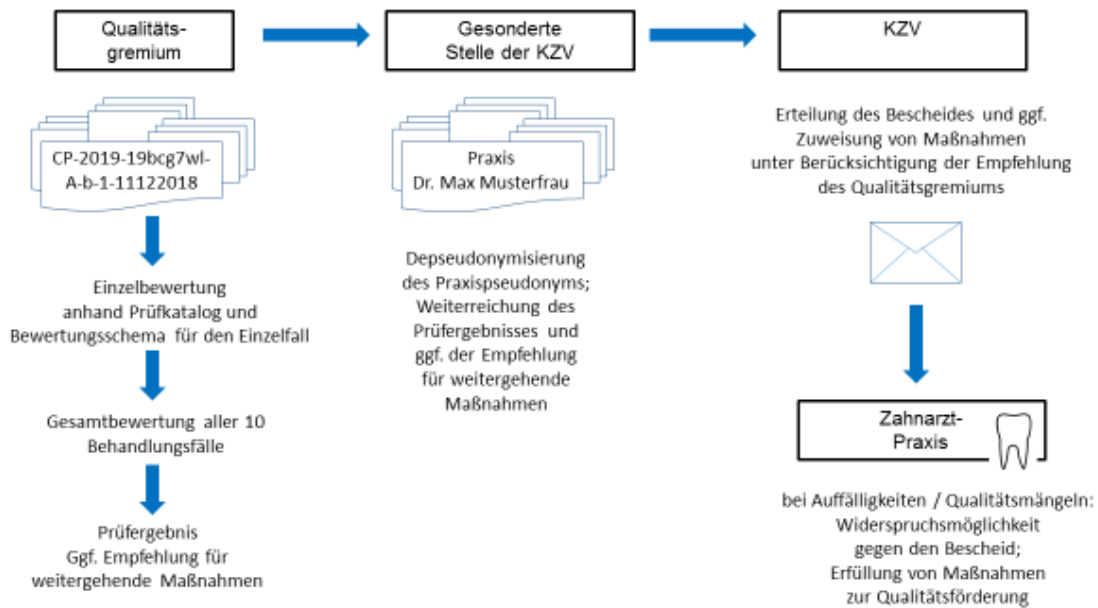 Qualitäts-
gremium
CP-2019-19bcg7wl-
A-b-1-11122018
Einzelbewertung
anhand Prüfkatalog und
Bewertungsschema für den Einzelfall
Gesamtbewertung aller 10
Behandlungsfälle
Prüfergebnis
Ggf. Empfehlung für
weitergehende Maßnahmen
Gesonderte
Stelle der KZV
Praxis
Dr. Max Musterfrau
Depseudonymisierung
des Praxispseudonyms;
Weiterreichung des
Prüfergebnisses und
ggf. der Empfehlung
für weitergehende
Maßnahmen
KZV
Erteilung des Bescheides und ggf.
Zuweisung von Maßnahmen
unter Berücksichtigung der Empfehlung
des Qualitätsgremiums
Zahnarzt-
Praxis
bei Auffälligkeiten / Qualitätsmängeln:
Widerspruchsmöglichkeit
gegen den Bescheid;
Erfüllung von Maßnahmen
zur Qualitätsförderung